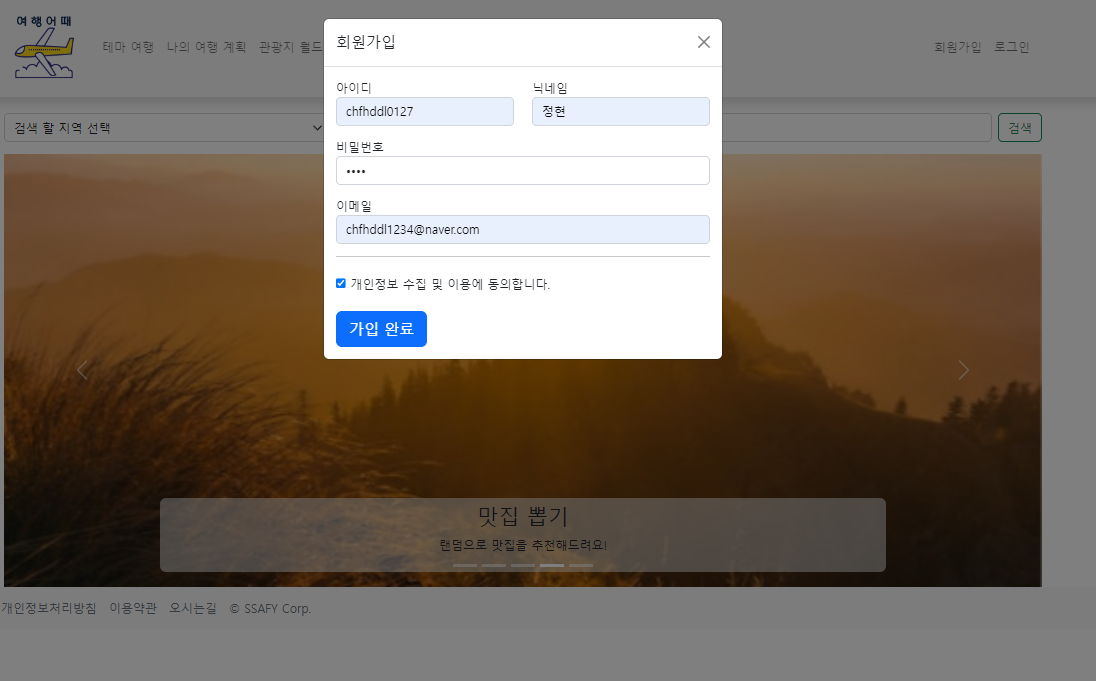 여행어때
테마 여행 나의 여행 계획 관광지 월드
회원가입 로그인
회원가입
아이디
닉네임
chfhddl0127
정현
비밀번호
••••
이메일
chfhddl1234@naver.com
개인정보 수집 및 이용에 동의합니다.
가입 완료
검색 할 지역 선택
검색
맛집 뽑기
랜덤으로 맛집을 추천해드려요!
개인정보처리방침 이용약관 오시는길 © SSAFY Corp.